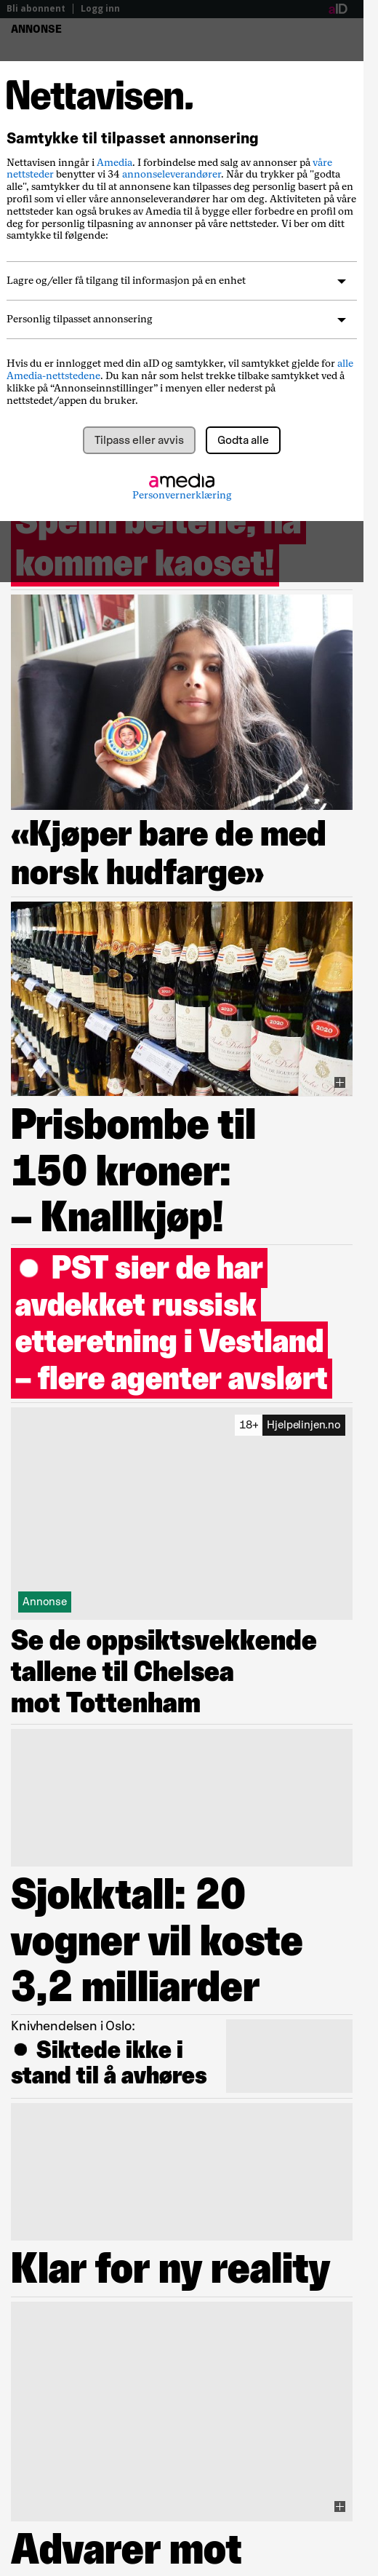 Bli abonnent | Logg inn
aID
ANNONSE
Nettavisen.
Samtykke til tilpasset annonsering
Nettavisen inngår i Amedia. I forbindelse med salg av annonser på våre
nettsteder benytter vi 34 annonseleverandører. Når du trykker på "godta
alle", samtykker du til at annonsene kan tilpasses deg personlig basert på en
profil som vi eller våre annonseleverandører har om deg. Aktiviteten på våre
nettsteder kan også brukes av Amedia til å bygge eller forbedre en profil om
deg for personlig tilpasning av annonser på våre nettsteder. Vi ber om ditt
samtykke til følgende:
Lagre og/eller få tilgang til informasjon på en enhet
Personlig tilpasset annonsering
Hvis du er innlogget med din aID og samtykker, vil samtykket gjelde for alle
Amedia-nettstedene. Du kan når som helst trekke tilbake samtykket ved å
klikke på “Annonseinnstillinger” i menyen eller nederst på
nettstedet/appen du bruker.
Tilpass eller avvis
Godta alle
amedia
Personvernerklæring
Spenn beltene, nå
kommer kaoset!
«Kjøper bare de med
norsk hudfarge»
2020
2020
2020
Prisbombe til
150 kroner:
– Knallkjøp!
PST sier de har
avdekket russisk
etteretning i Vestland
– flere agenter avslørt
18+ Hjelpelinjen.no
Annonse
Se de oppsiktsvekkende
tallene til Chelsea
mot Tottenham
Sjokktall: 20
vogner vil koste
3,2 milliarder
Knivhendelsen i Oslo:
Siktede ikke i
stand til å avhøres
Klar for ny reality
Advarer mot